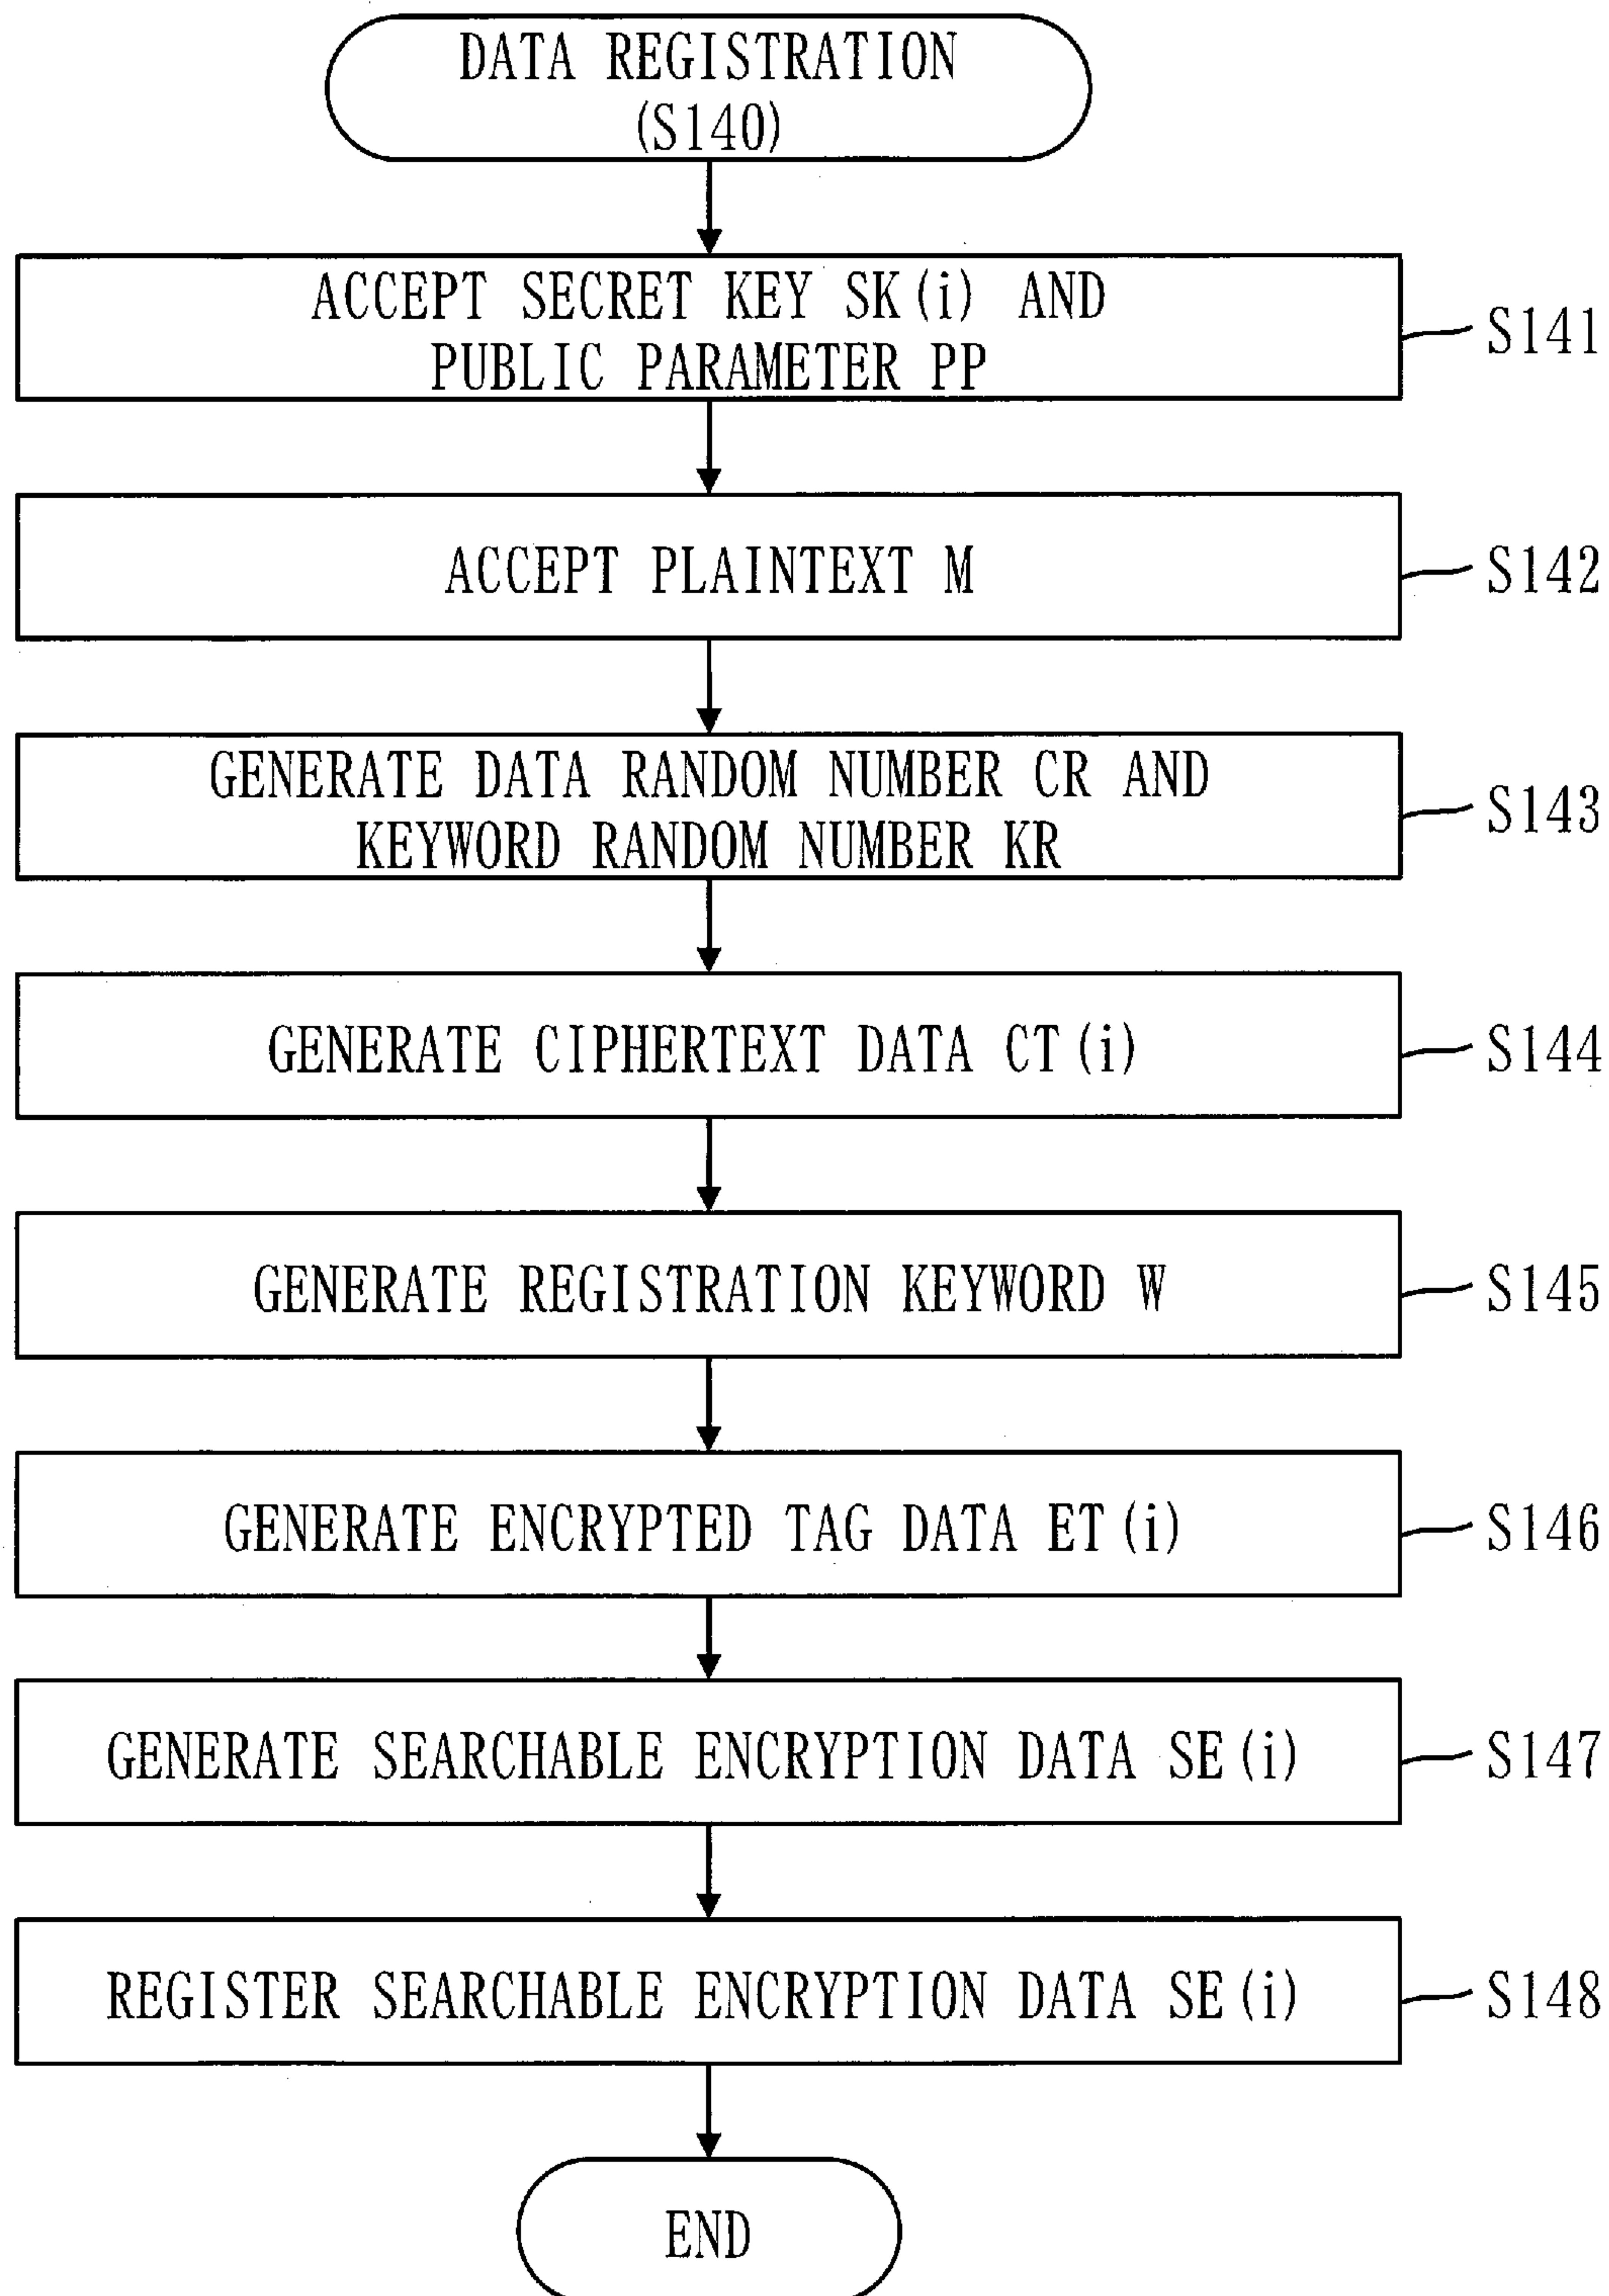 DATA REGISTRATION
(S140)
ACCEPT SECRET KEY SK(i) AND
PUBLIC PARAMETER PP
S141
ACCEPT PLAINTEXT M
S142
GENERATE DATA RANDOM NUMBER CR AND
KEYWORD RANDOM NUMBER KR
S143
GENERATE CIPHERTEXT DATA CT(i)
S144
GENERATE REGISTRATION KEYWORD W
S145
GENERATE ENCRYPTED TAG DATA ET(i)
S146
GENERATE SEARCHABLE ENCRYPTION DATA SE(i)
S147
REGISTER SEARCHABLE ENCRYPTION DATA SE(i)
S148
END